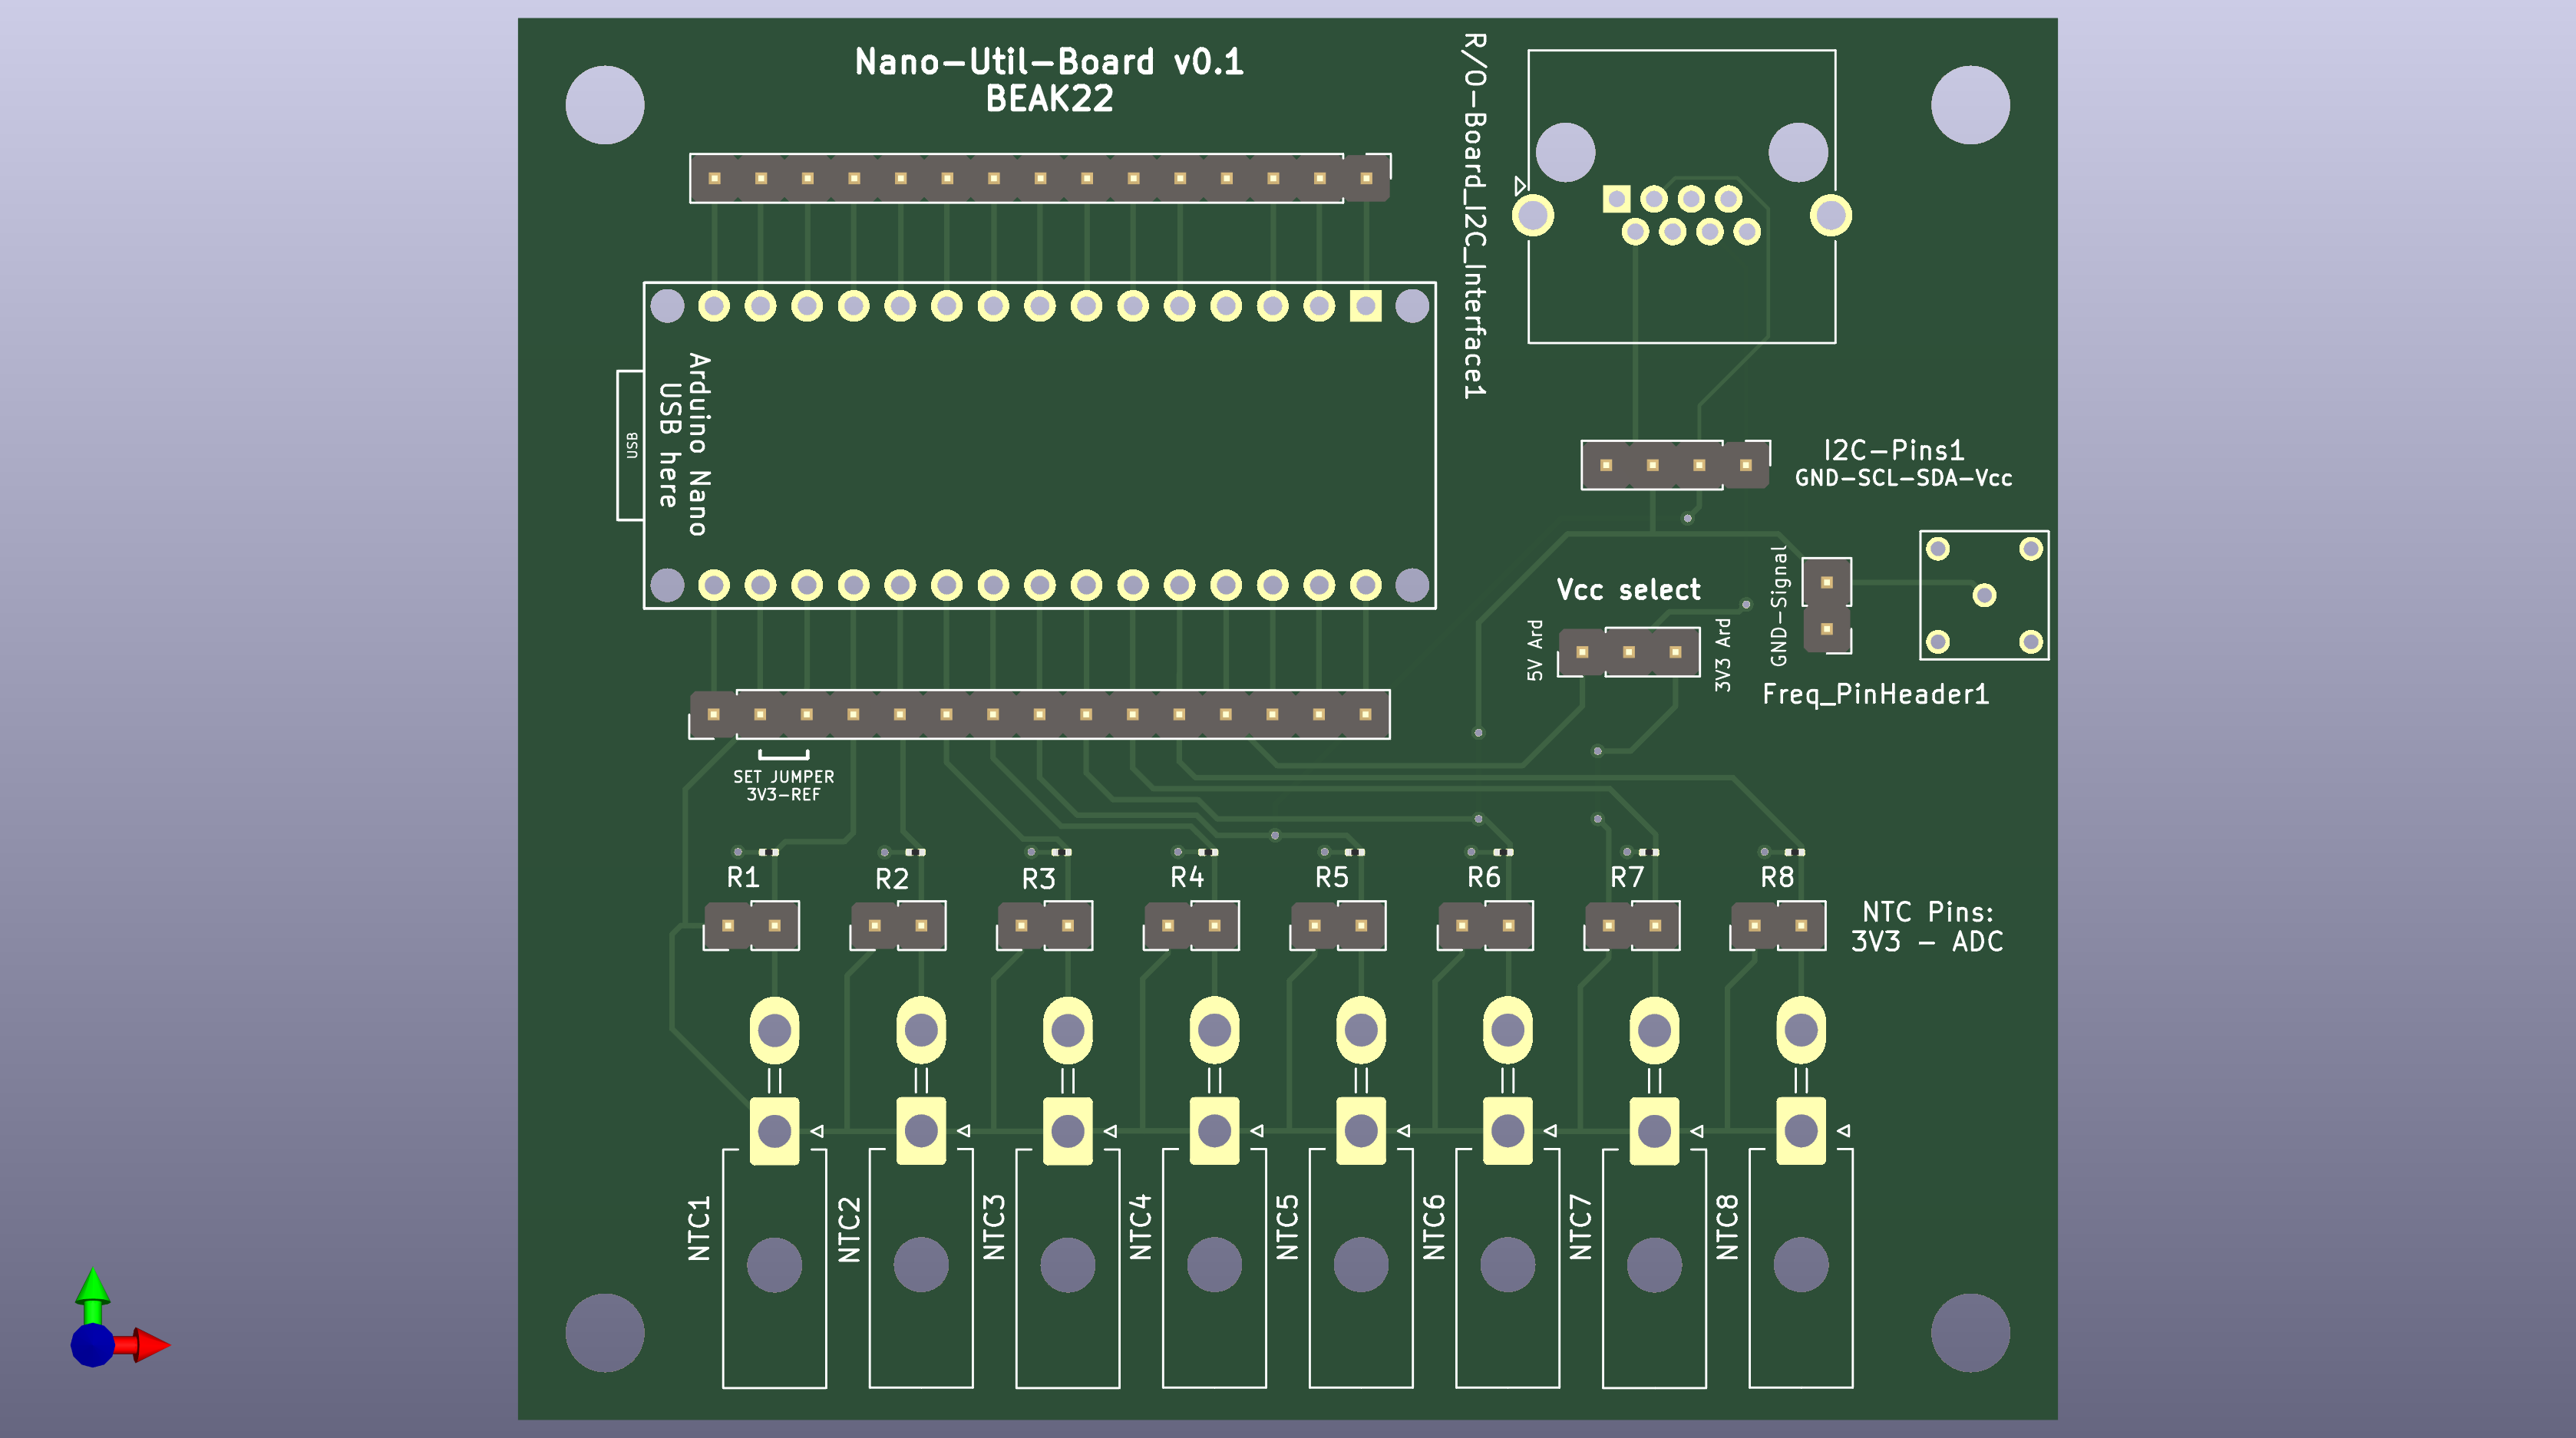 Nano-Util-Board v0.1
BEAK22
R/O-Board_I2C_Interface1
Arduino Nano
USB here
USB
I2C-Pins1
GND-SCL-SDA-Vcc
Vcc select
5V Ard
3V3 Ard
GND-Signal
Freq_PinHeader1
SET JUMPER
3V3-REF
R1
R2
R3
R4
R5
R6
R7
R8
NTC Pins:
3V3 - ADC
NTC1
NTC2
NTC3
NTC4
NTC5
NTC6
NTC7
NTC8